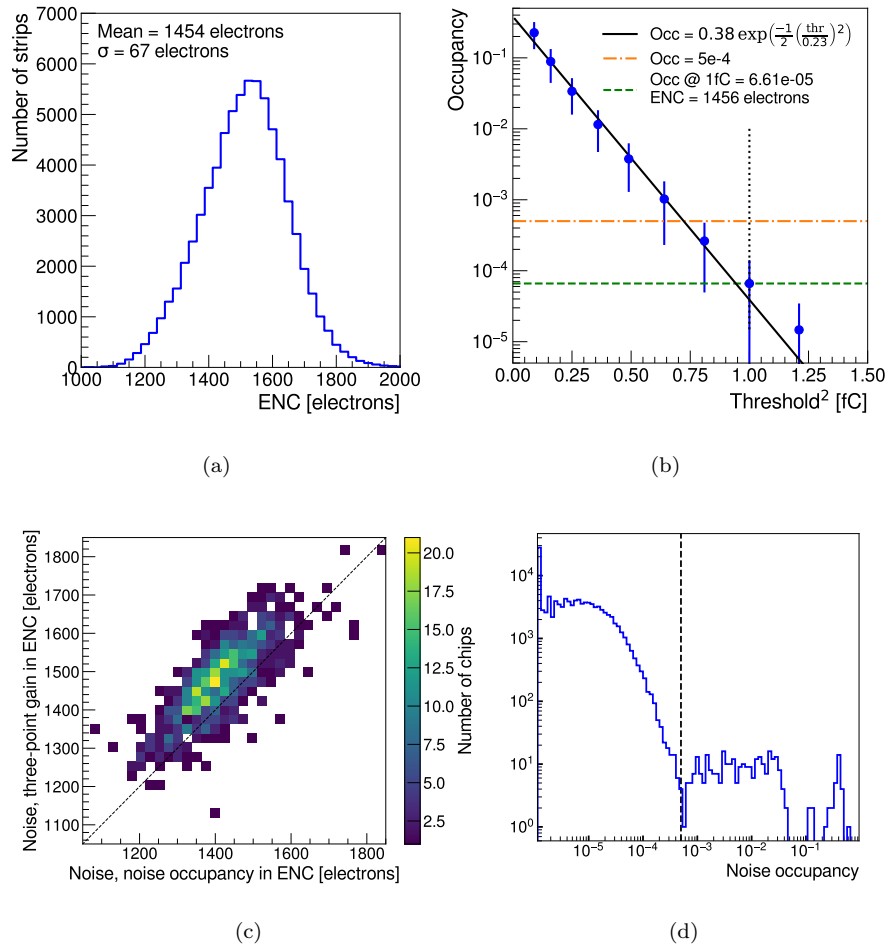 Mean = 1454 electrons
σ = 67 electrons
Number of strips
7000
6000
5000
4000
3000
2000
1000
0
1000 1200 1400 1600 1800 2000
ENC [electrons]
(a)
Occupancy
10⁻¹
10⁻²
10⁻³
10⁻⁴
10⁻⁵
Occ = 0.38 exp(-1/2 (thr/0.23)²)
Occ = 5e-4
Occ @ 1fC = 6.61e-05
ENC = 1456 electrons
0.00 0.25 0.50 0.75 1.00 1.25 1.50
Threshold² [fC]
(b)
Noise, three-point gain in ENC [electrons]
1800
1700
1600
1500
1400
1300
1200
1100
1200 1400 1600 1800
Noise, noise occupancy in ENC [electrons]
20.0
17.5
15.0
12.5
10.0
7.5
5.0
2.5
Number of chips
(c)
10⁴
10³
10²
10¹
10⁰
10⁻⁵ 10⁻⁴ 10⁻³ 10⁻² 10⁻¹
Noise occupancy
(d)